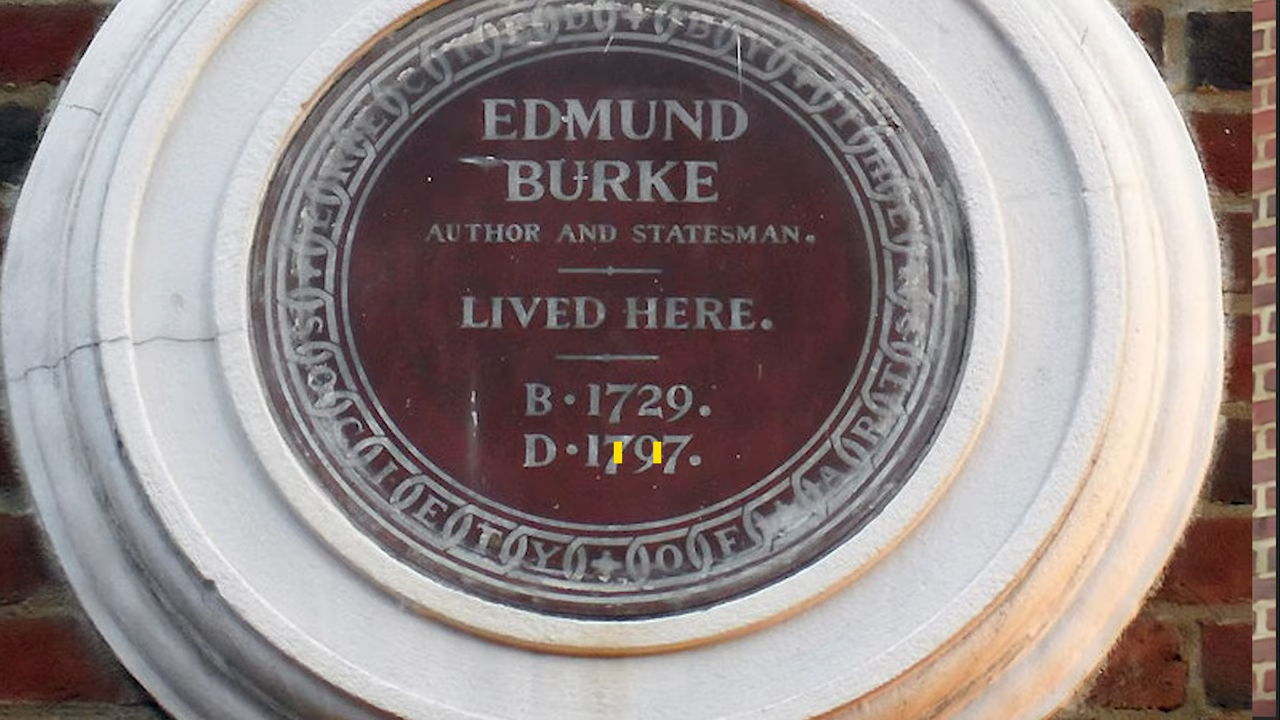 EDMUND
BURKE
AUTHOR AND STATESMAN.
LIVED HERE.
B·1729.
D·1797.
ERECTED + BY + THE + SOCIETY + OF + ARTS